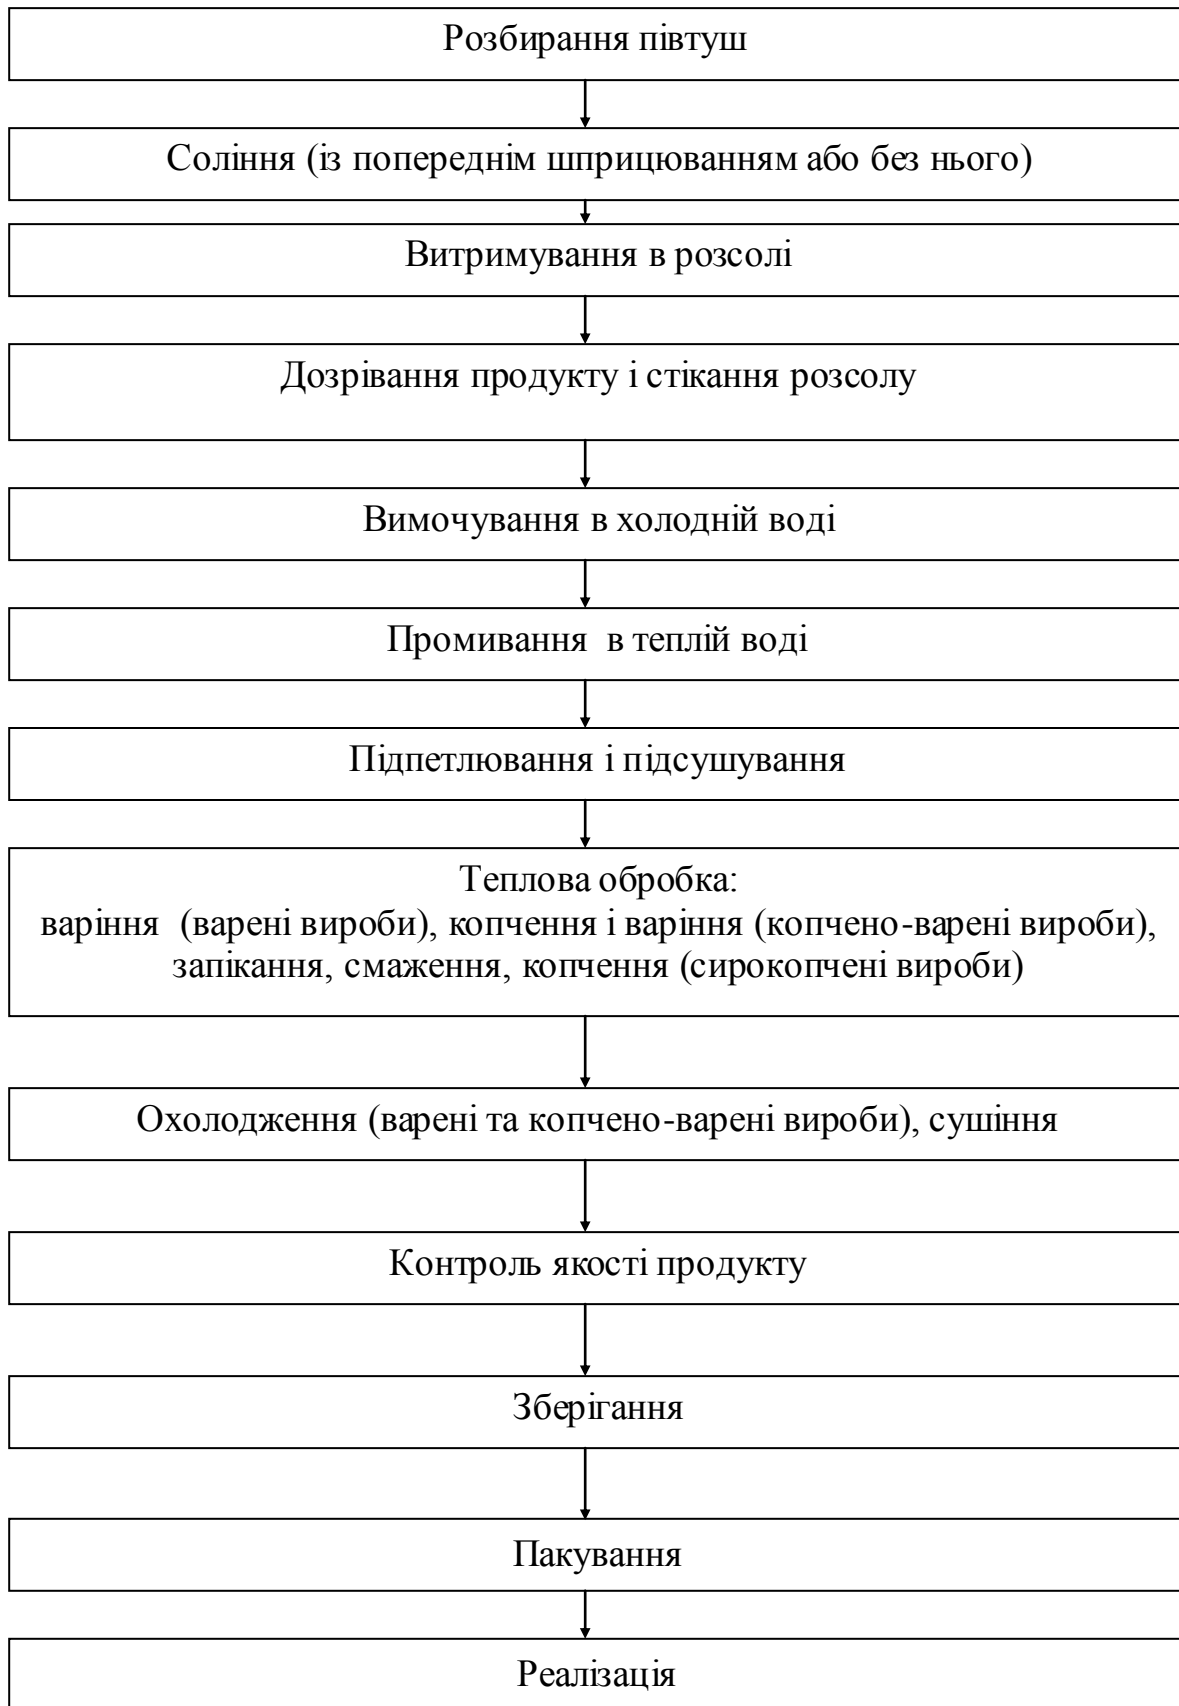 Розбирання півтуш
Соління (із попереднім шприцюванням або без нього)
Витримування в розсолі
Дозрівання продукту і стікання розсолу
Вимочування в холодній воді
Промивання в теплій воді
Підпетлювання і підсушування
Теплова обробка:
варіння (варені вироби), копчення і варіння (копчено-варені вироби),
запікання, смаження, копчення (сирокопчені вироби)
Охолодження (варені та копчено-варені вироби), сушіння
Контроль якості продукту
Зберігання
Пакування
Реалізація